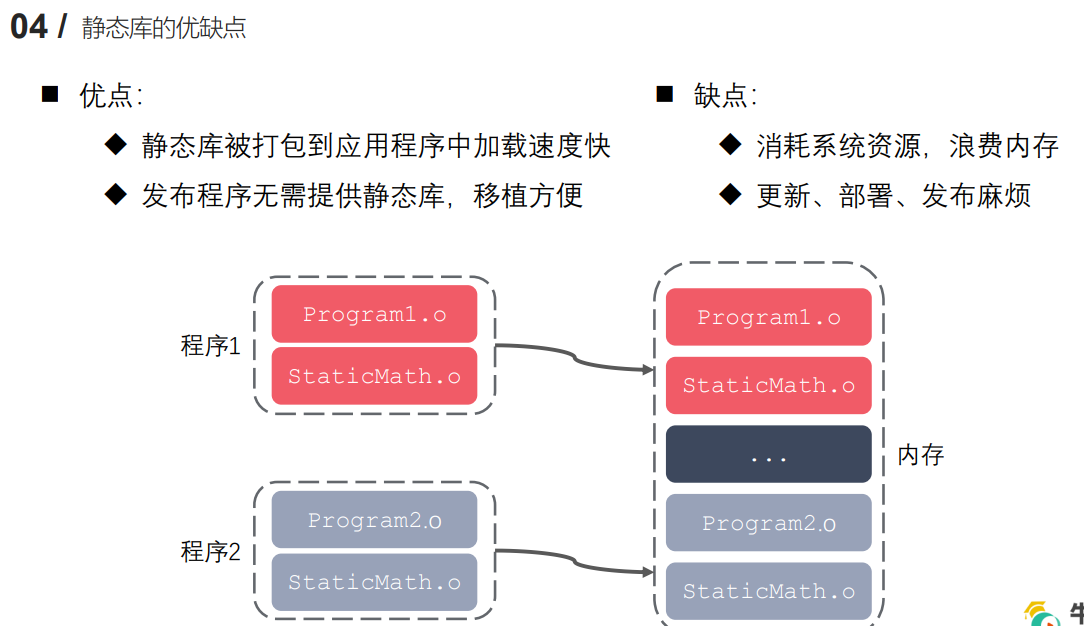 04 / 静态库的优缺点
■ 优点：
◆ 静态库被打包到应用程序中加载速度快
◆ 发布程序无需提供静态库，移植方便
■ 缺点：
◆ 消耗系统资源，浪费内存
◆ 更新、部署、发布麻烦
程序1
Program1.o
StaticMath.o
程序2
Program2.o
StaticMath.o
Program1.o
StaticMath.o
...
Program2.o
StaticMath.o
内存